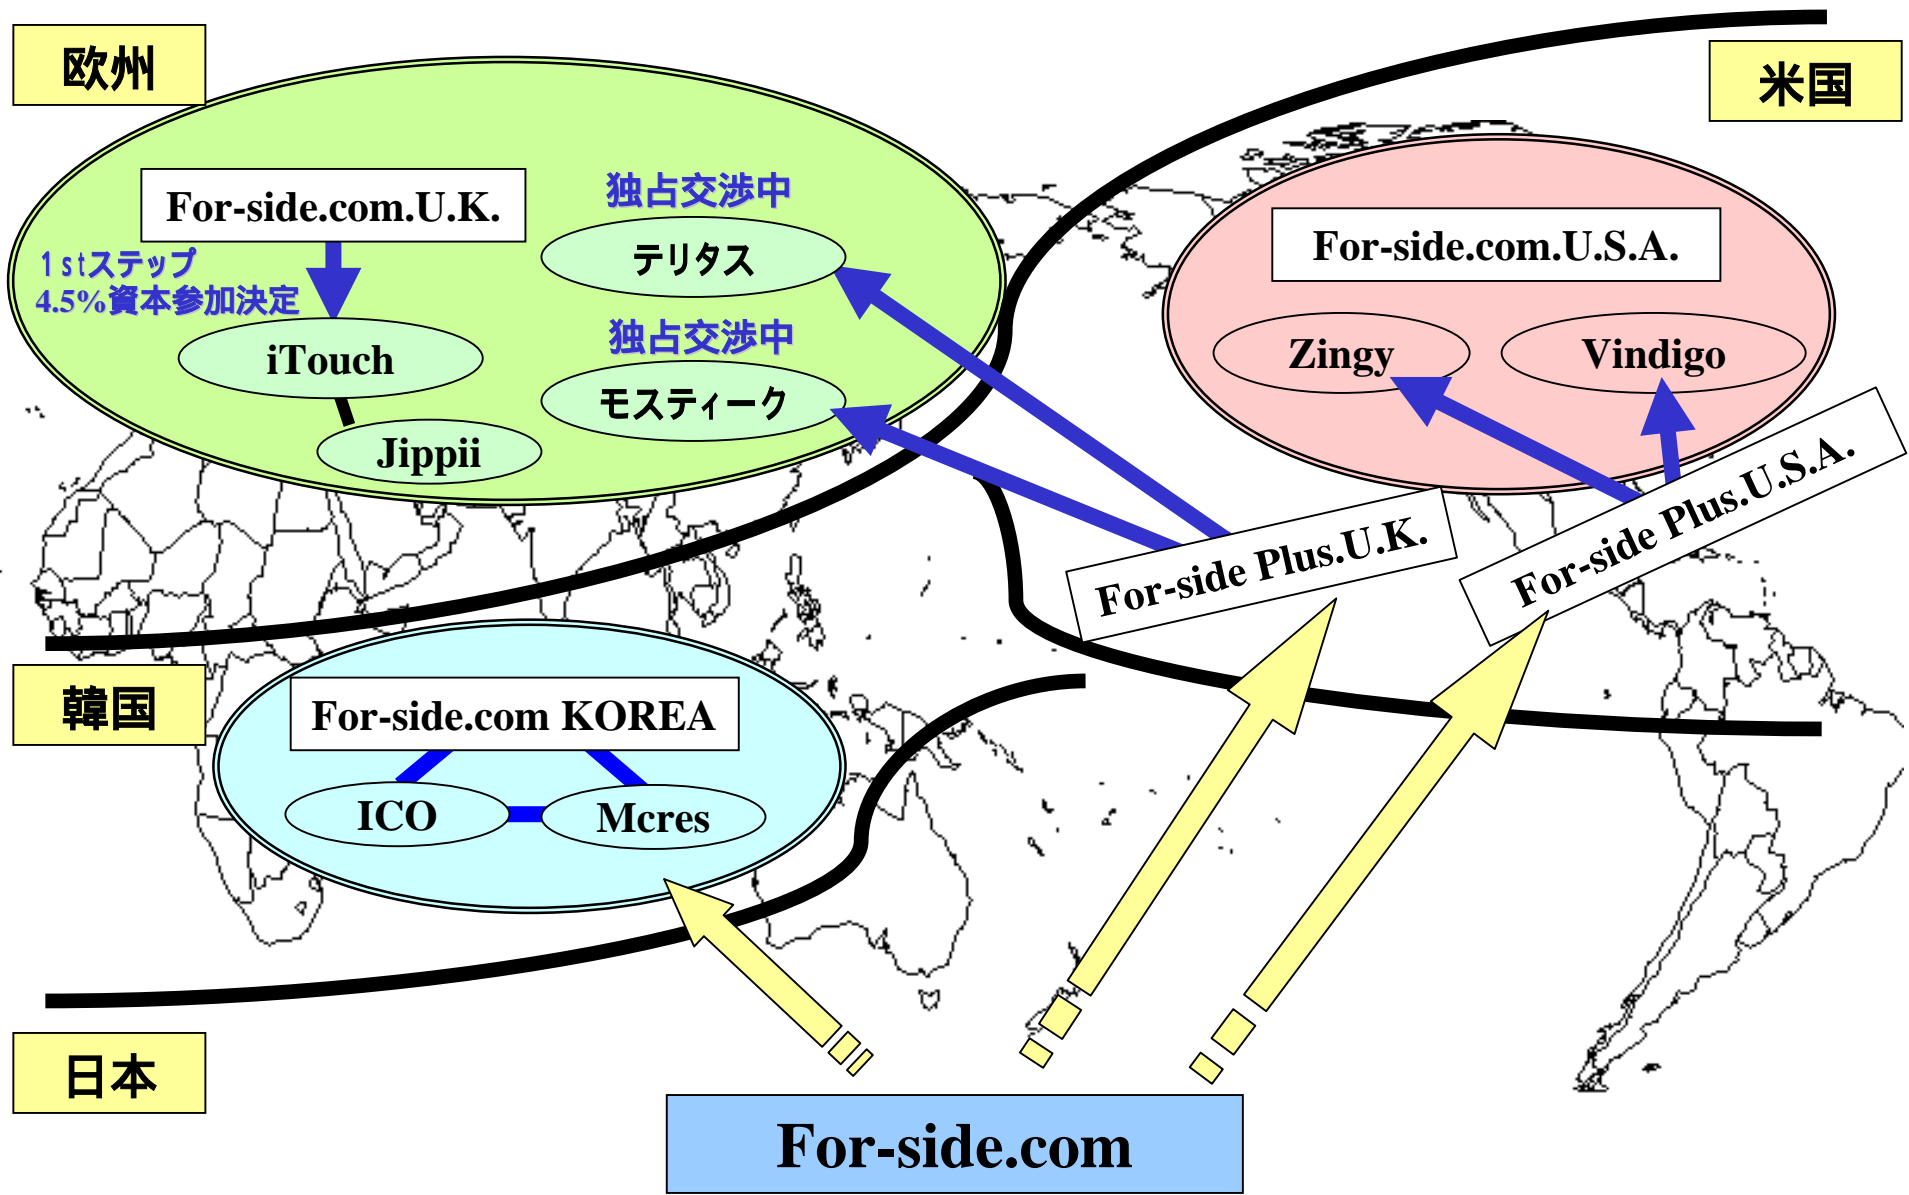 欧州
米国
For-side.com.U.K.
独占交渉中
テリタス
1stステップ
4.5%資本参加決定
iTouch
独占交渉中
モスティーク
Jippii
For-side.com.U.S.A.
Zingy
Vindigo
For-side Plus.U.K.
For-side Plus.U.S.A.
韓国
For-side.com KOREA
ICO
Mcres
日本
For-side.com